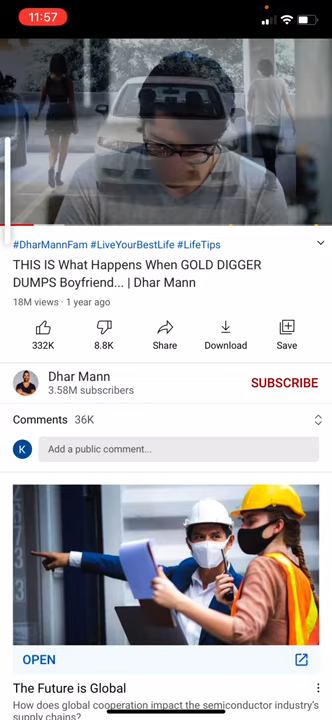 11:57
#DharMannFam #LiveYourBestLife #LifeTips
THIS IS What Happens When GOLD DIGGER
DUMPS Boyfriend... | Dhar Mann
18M views · 1 year ago
332K
8.8K
Share
Download
Save
Dhar Mann
3.58M subscribers
SUBSCRIBE
Comments 36K
K
Add a public comment...
OPEN
The Future is Global
How does global cooperation impact the semiconductor industry's
supply chains?